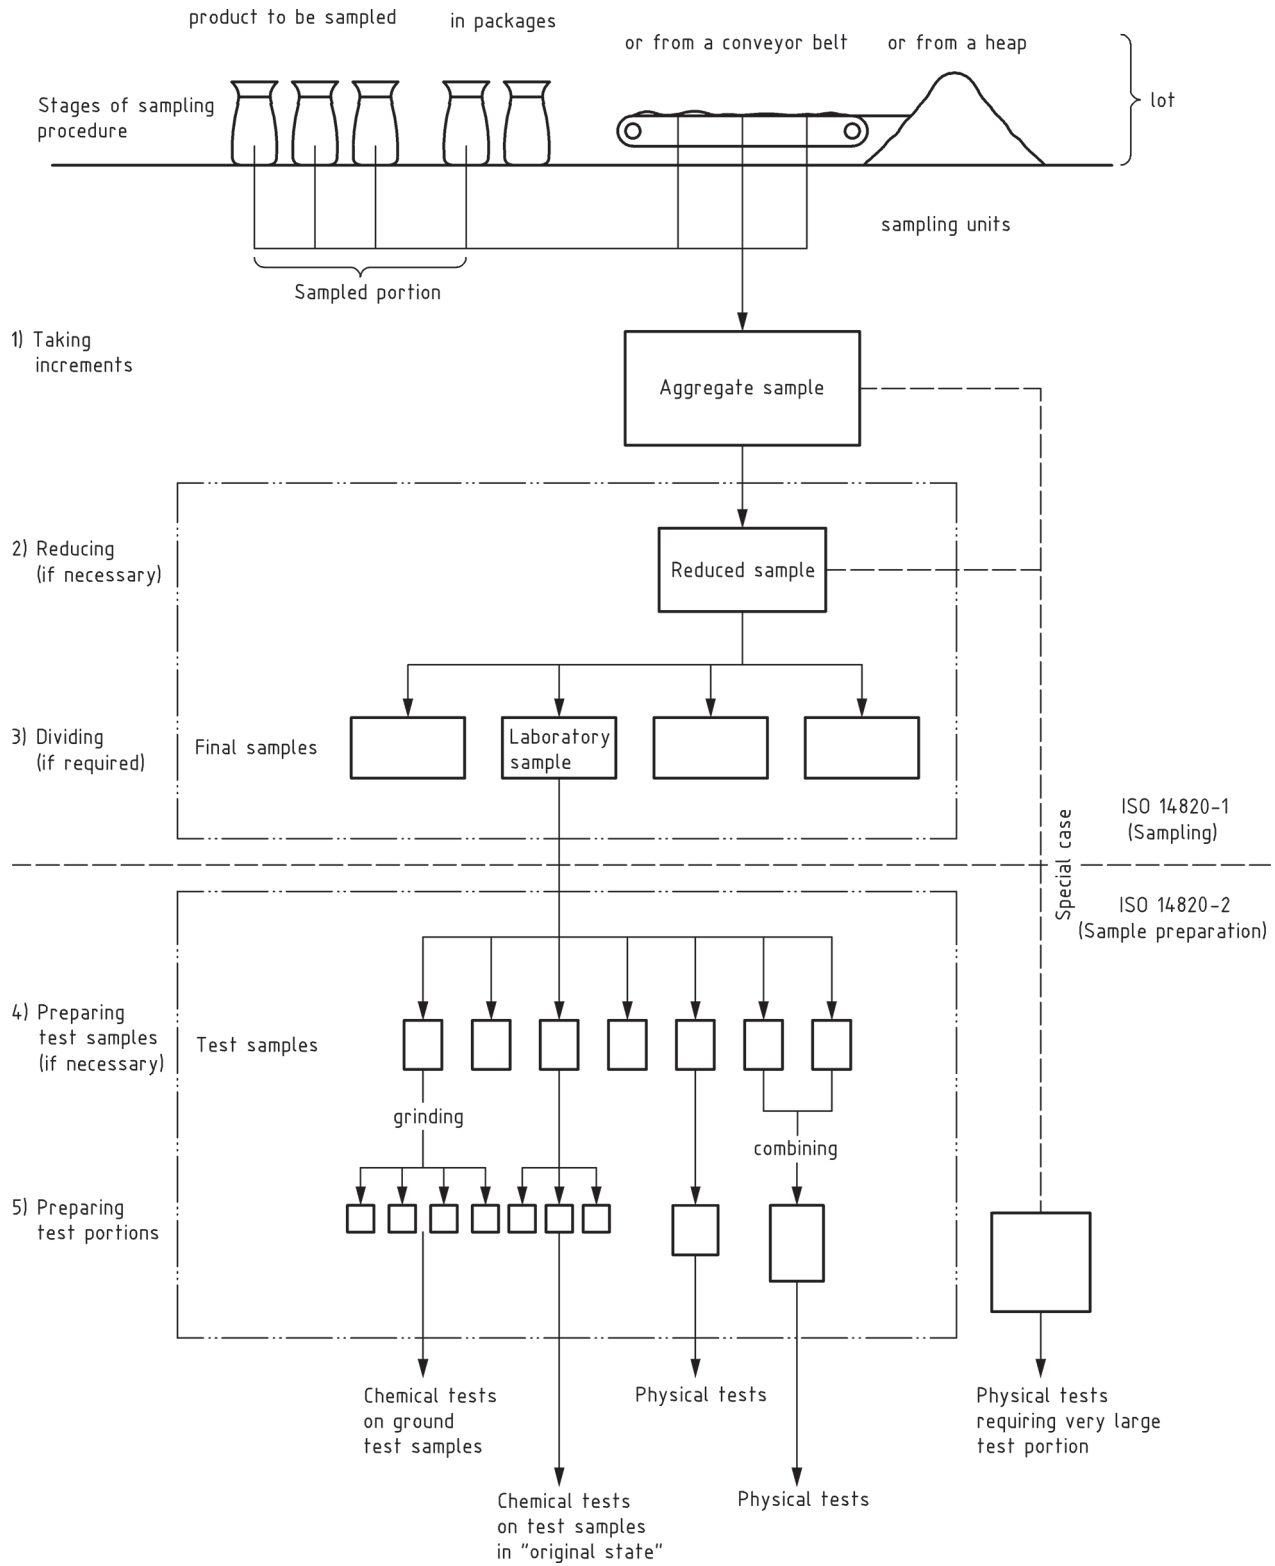 product to be sampled
in packages
or from a conveyor belt
or from a heap
Stages of sampling
procedure
lot
sampling units
Sampled portion
1) Taking
increments
Aggregate sample
2) Reducing
(if necessary)
Reduced sample
3) Dividing
(if required)
Final samples
Laboratory
sample
ISO 14820-1
(Sampling)
Special case
ISO 14820-2
(Sample preparation)
4) Preparing
test samples
(if necessary)
Test samples
grinding
combining
5) Preparing
test portions
Chemical tests
on ground
test samples
Physical tests
Physical tests
requiring very large
test portion
Chemical tests
on test samples
in "original state"
Physical tests